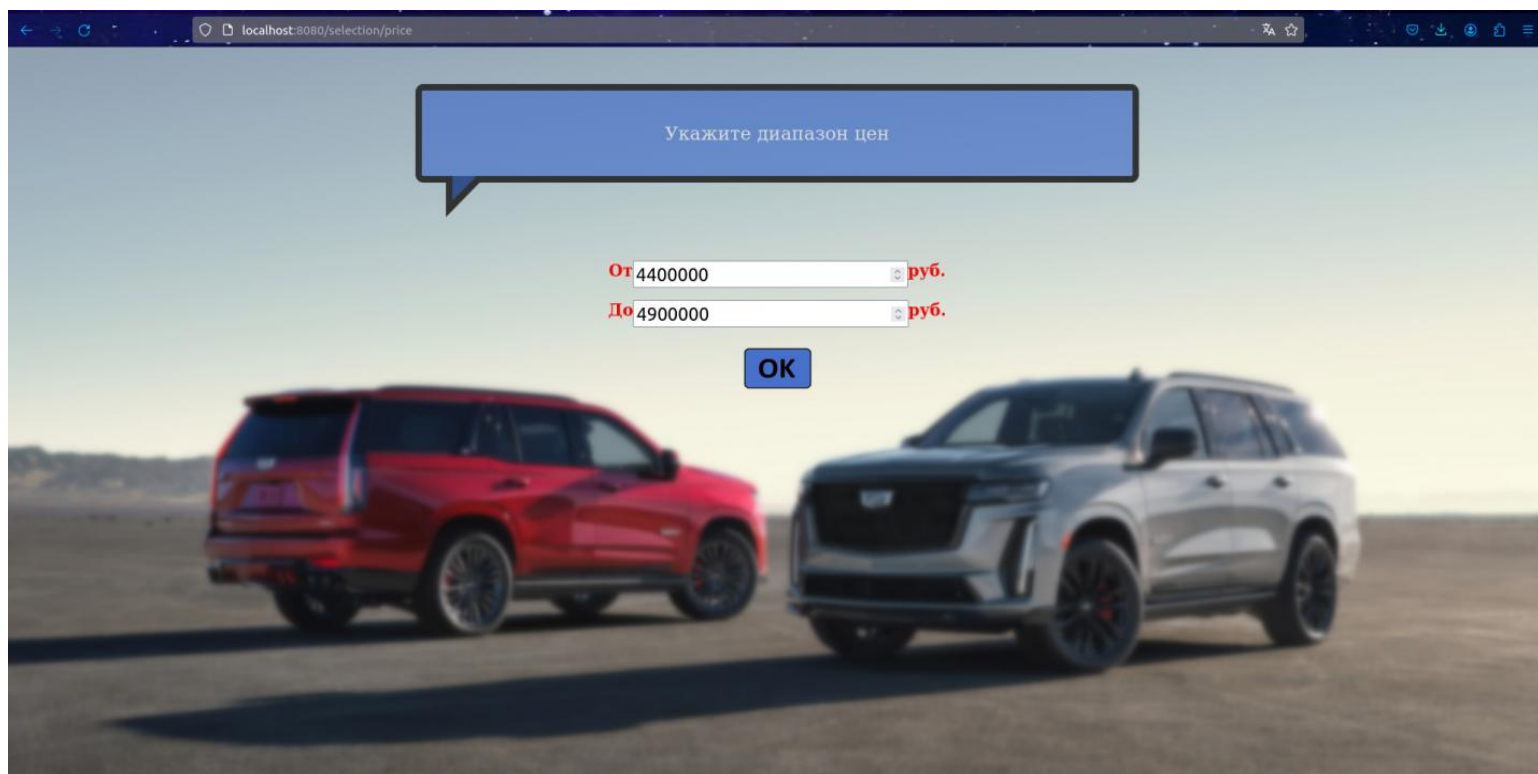 localhost:8080/selection/price
Укажите диапазон цен
От 4400000 руб.
До 4900000 руб.
OK